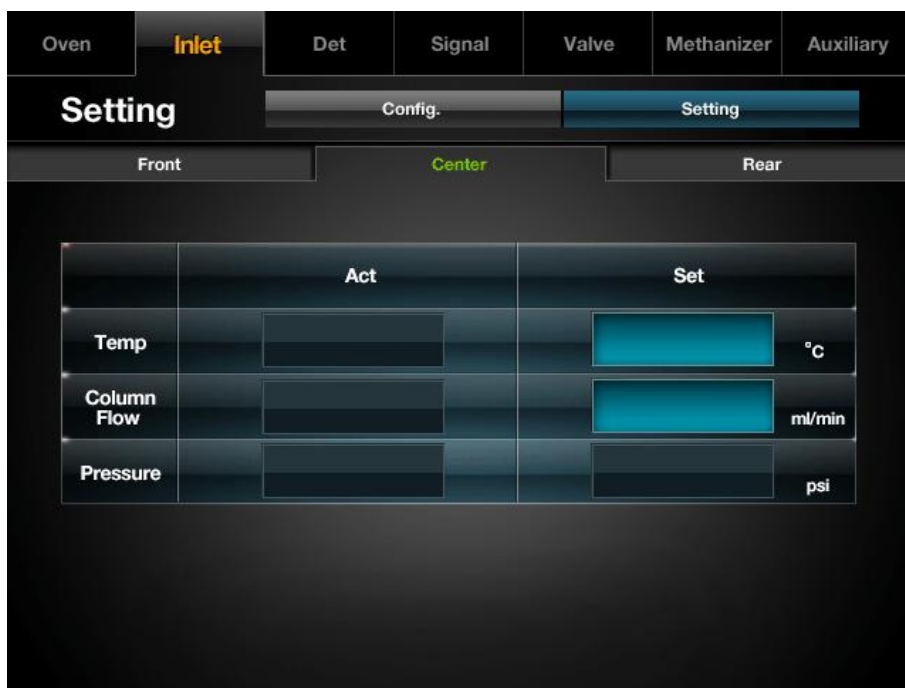 Oven Inlet Det Signal Valve Methanizer Auxiliary
Setting Config. Setting
Front Center Rear
Act Set
Temp °C
Column
Flow ml/min
Pressure psi